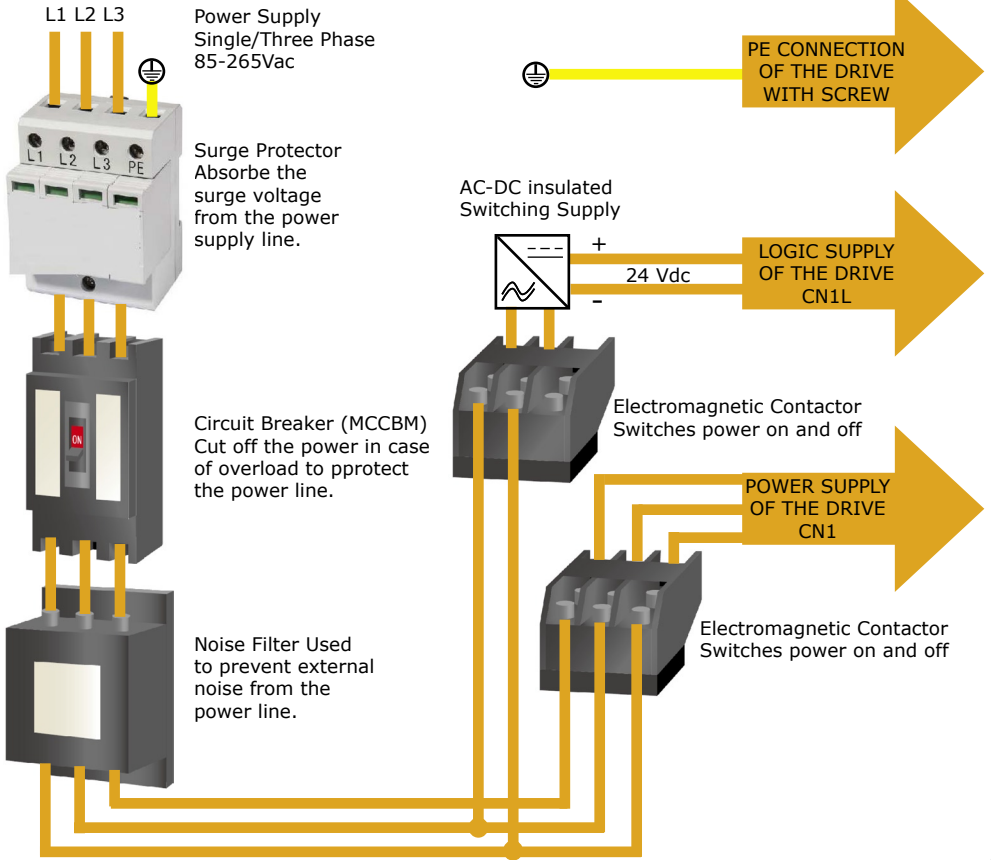 L1 L2 L3
Power Supply
Single/Three Phase
85-265Vac
L1 L2 L3 PE
Surge Protector
Absorbe the
surge voltage
from the power
supply line.
ON
Circuit Breaker (MCCBM)
Cut off the power in case
of overload to pprotect
the power line.
Noise Filter Used
to prevent external
noise from the
power line.
PE CONNECTION
OF THE DRIVE
WITH SCREW
AC-DC insulated
Switching Supply
+
24 Vdc
-
LOGIC SUPPLY
OF THE DRIVE
CN1L
Electromagnetic Contactor
Switches power on and off
POWER SUPPLY
OF THE DRIVE
CN1
Electromagnetic Contactor
Switches power on and off